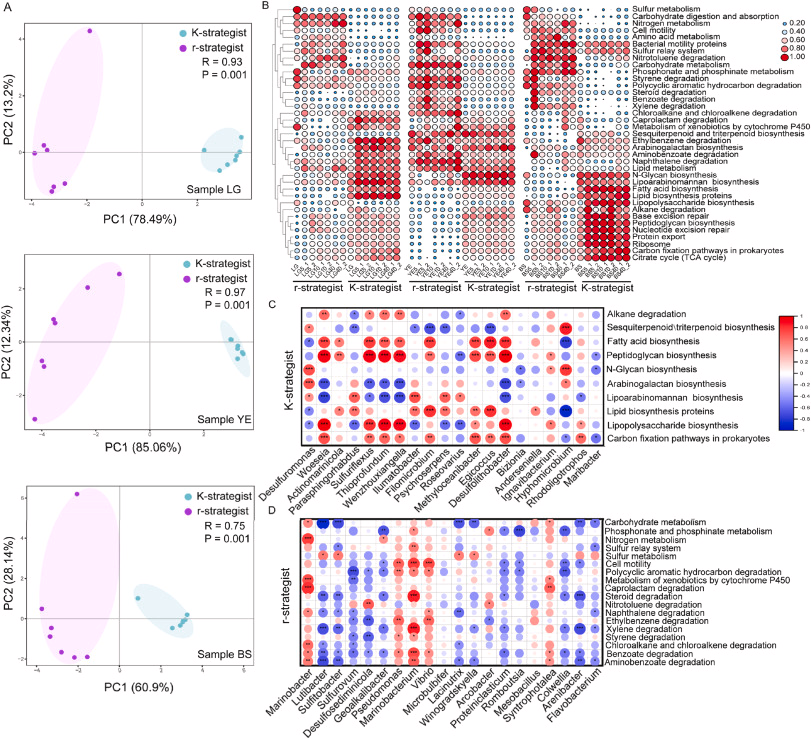 A
K-strategist
r-strategist
R = 0.93
P = 0.001
PC2 (13.2%)
Sample LG
PC1 (78.49%)
K-strategist
r-strategist
R = 0.97
P = 0.001
PC2 (12.34%)
Sample YE
PC1 (85.06%)
K-strategist
r-strategist
R = 0.75
P = 0.001
PC2 (28.14%)
Sample BS
PC1 (60.9%)
B
Sulfur metabolism
Carbohydrate digestion and absorption
Nitrogen metabolism
Cell motility
Amino acid metabolism
Bacterial motility proteins
Sulfur relay system
Nitrotoluene degradation
Carbohydrate metabolism
Phosphonate and phosphinate metabolism
Styrene degradation
Polycyclic aromatic hydrocarbon degradation
Steroid degradation
Benzoate degradation
Xylene degradation
Chloroalkane and chloroalkene degradation
Caprolactam degradation
Metabolism of xenobiotics by cytochrome P450
Sesquiterpenoid and triterpenoid biosynthesis
Ethylbenzene degradation
Arabinogalactan biosynthesis
Aminobenzoate degradation
Naphthalene degradation
Lipid metabolism
N-Glycan biosynthesis
Lipoarabinomannan biosynthesis
Fatty acid biosynthesis
Lipid biosynthesis proteins
Lipopolysaccharide biosynthesis
Alkane degradation
Base excision repair
Peptidoglycan biosynthesis
Nucleotide excision repair
Protein export
Ribosome
Carbon fixation pathways in prokaryotes
Citrate cycle (TCA cycle)
0.20
0.40
0.60
0.80
1.00
r-strategist K-strategist r-strategist K-strategist r-strategist K-strategist
C
K-strategist
Alkane degradation
Sesquiterpenoid\triterpenoid biosynthesis
Fatty acid biosynthesis
Peptidoglycan biosynthesis
N-Glycan biosynthesis
Arabinogalactan biosynthesis
Lipoarabinomannan biosynthesis
Lipid biosynthesis proteins
Lipopolysaccharide biosynthesis
Carbon fixation pathways in prokaryotes
Desulfuromonas
Woeseia
Actinomarinicola
Parasphingorhabdus
Sulfuriflexus
Thioprofundum
Wenzhouxiangella
Ilumatobacter
Filomicrobium
Psychroserpens
Roseovarius
Methyloceanibacter
Eglicoccus
Desulfolithobacter
Bizionia
Anderseniella
Ignavibacterium
Hyphomicrobium
Rhodoligotrophos
Maribacter
1
0.8
0.6
0.4
0.2
0
-0.2
-0.4
-0.6
-0.8
-1
D
r-strategist
Carbohydrate metabolism
Phosphonate and phosphinate metabolism
Nitrogen metabolism
Sulfur relay system
Sulfur metabolism
Cell motility
Polycyclic aromatic hydrocarbon degradation
Metabolism of xenobiotics by cytochrome P450
Caprolactam degradation
Steroid degradation
Nitrotoluene degradation
Naphthalene degradation
Ethylbenzene degradation
Xylene degradation
Styrene degradation
Chloroalkane and chloroalkene degradation
Benzoate degradation
Aminobenzoate degradation
Marinobacter
Lutibacter
Sulfitobacter
Sulfurovum
Desulfosediminicola
Geoalkalibacter
Pseudomonas
Marinobacterium
Vibrio
Microbulbifer
Lacinutrix
Winogradskyella
Arcobacter
Proteiniclasticum
Romboutsia
Mesobacillus
Syntrophotalea
Colwellia
Arenibacter
Flavobacterium